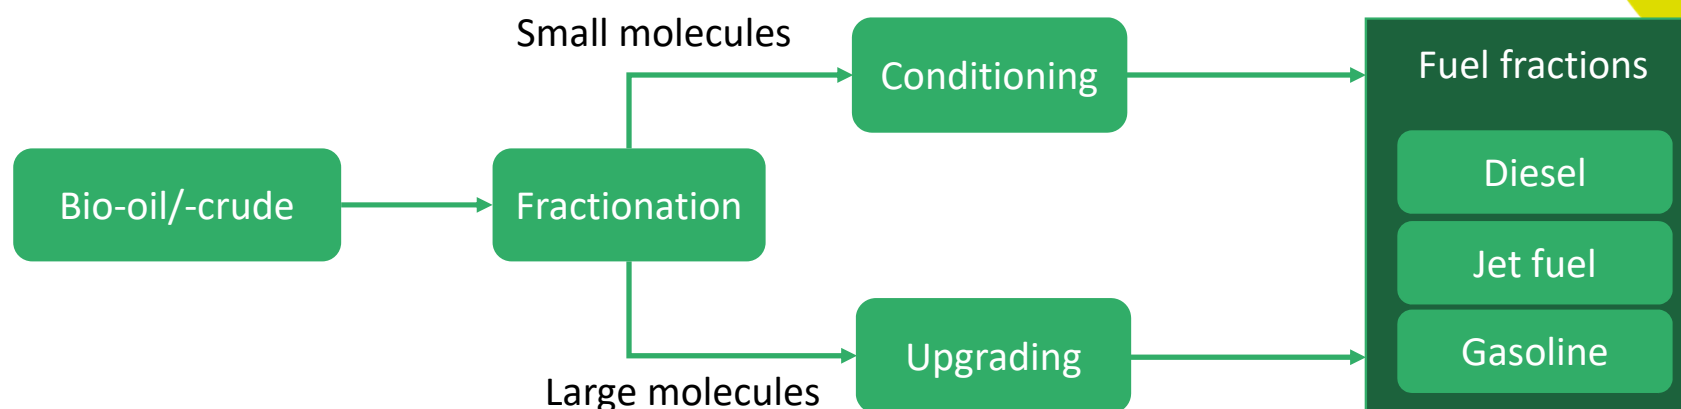 Small molecules
Conditioning
Fuel fractions
Bio-oil/-crude
Fractionation
Diesel
Jet fuel
Upgrading
Gasoline
Large molecules